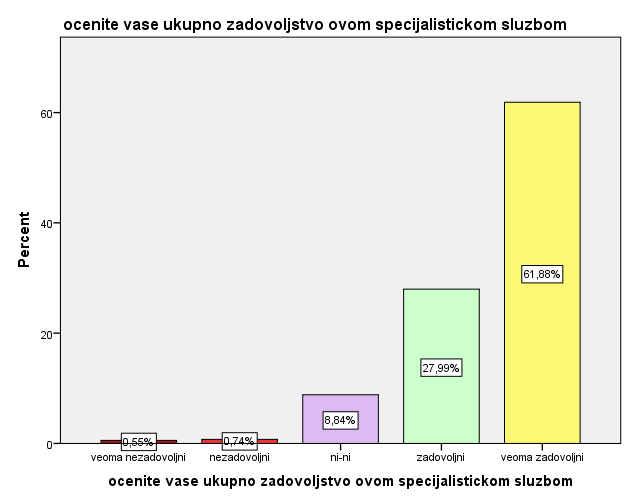 ocenite vase ukupno zadovoljstvo ovom specijalistickom sluzbom
Percent
60
40
20
0
0,55%
0,74%
8,84%
27,99%
61,88%
veoma nezadovoljni
nezadovoljni
ni-ni
zadovoljni
veoma zadovoljni
ocenite vase ukupno zadovoljstvo ovom specijalistickom sluzbom